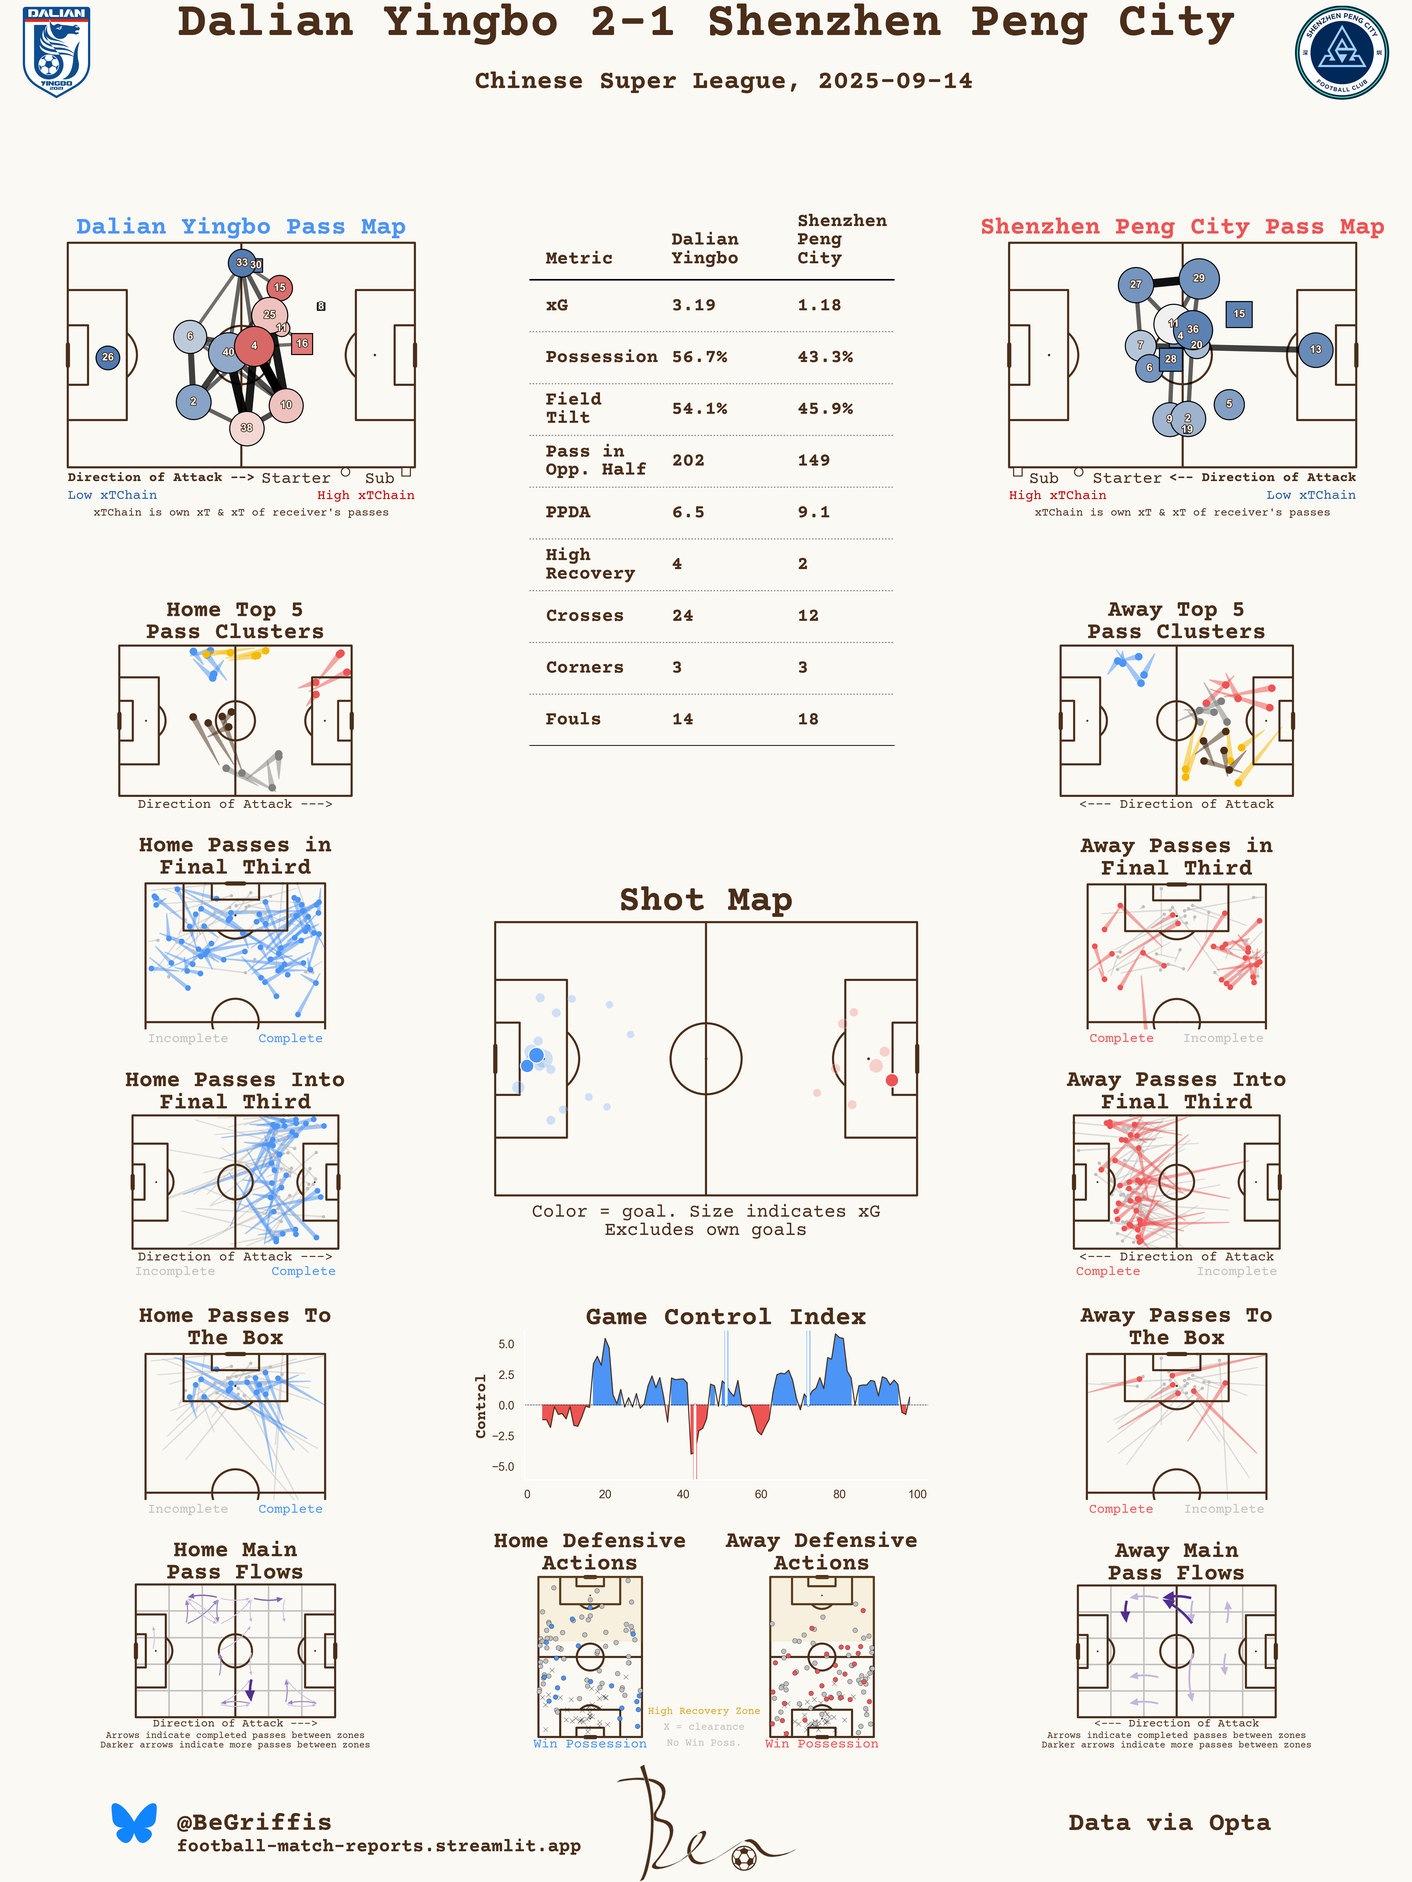 Dalian Yingbo 2-1 Shenzhen Peng City
Chinese Super League, 2025-09-14
DALIAN
YINGBO
2021
SHENZHEN PENG CITY
FOOTBALL CLUB
Dalian Yingbo Pass Map
33
30
15
8
25
11
6
16
4
40
26
2
10
38
Direction of Attack --> Starter Sub
Low xTChain High xTChain
xTChain is own xT & xT of receiver's passes
Metric Dalian Yingbo Shenzhen Peng City
xG 3.19 1.18
Possession 56.7% 43.3%
Field Tilt 54.1% 45.9%
Pass in Opp. Half 202 149
PPDA 6.5 9.1
High Recovery 4 2
Crosses 24 12
Corners 3 3
Fouls 14 18
Shenzhen Peng City Pass Map
27
29
15
11
36
4
7
20
13
28
6
5
9
2
19
Sub Starter <-- Direction of Attack
High xTChain Low xTChain
xTChain is own xT & xT of receiver's passes
Home Top 5
Pass Clusters
Direction of Attack --->
Away Top 5
Pass Clusters
<--- Direction of Attack
Home Passes in
Final Third
Incomplete Complete
Away Passes in
Final Third
Complete Incomplete
Shot Map
Color = goal. Size indicates xG
Excludes own goals
Home Passes Into
Final Third
Direction of Attack --->
Incomplete Complete
Away Passes Into
Final Third
<--- Direction of Attack
Complete Incomplete
Home Passes To
The Box
Incomplete Complete
Game Control Index
Control
5.0
2.5
0.0
−2.5
−5.0
0 20 40 60 80 100
Away Passes To
The Box
Complete Incomplete
Home Main
Pass Flows
Direction of Attack --->
Arrows indicate completed passes between zones
Darker arrows indicate more passes between zones
Home Defensive
Actions
Win Possession
Away Defensive
Actions
Win Possession
High Recovery Zone
X = clearance
No Win Poss.
Away Main
Pass Flows
<--- Direction of Attack
Arrows indicate completed passes between zones
Darker arrows indicate more passes between zones
@BeGriffis
football-match-reports.streamlit.app
Ben
Data via Opta